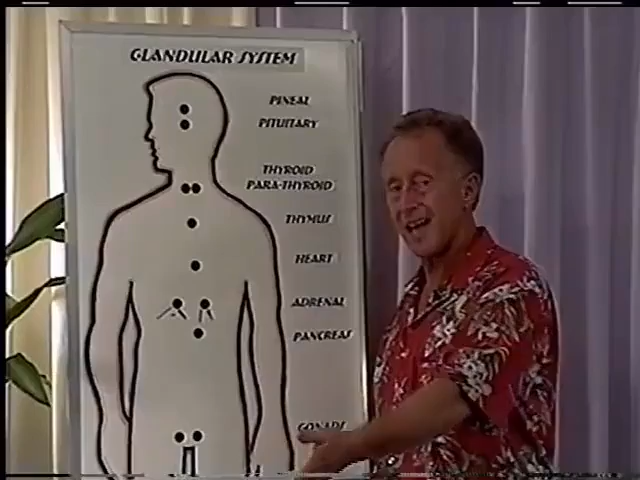 GLANDULAR SYSTEM
PINEAL
PITUITARY
THYROID
PARA-THYROID
THYMUS
HEART
ADRENAL
PANCREAS
GONADS